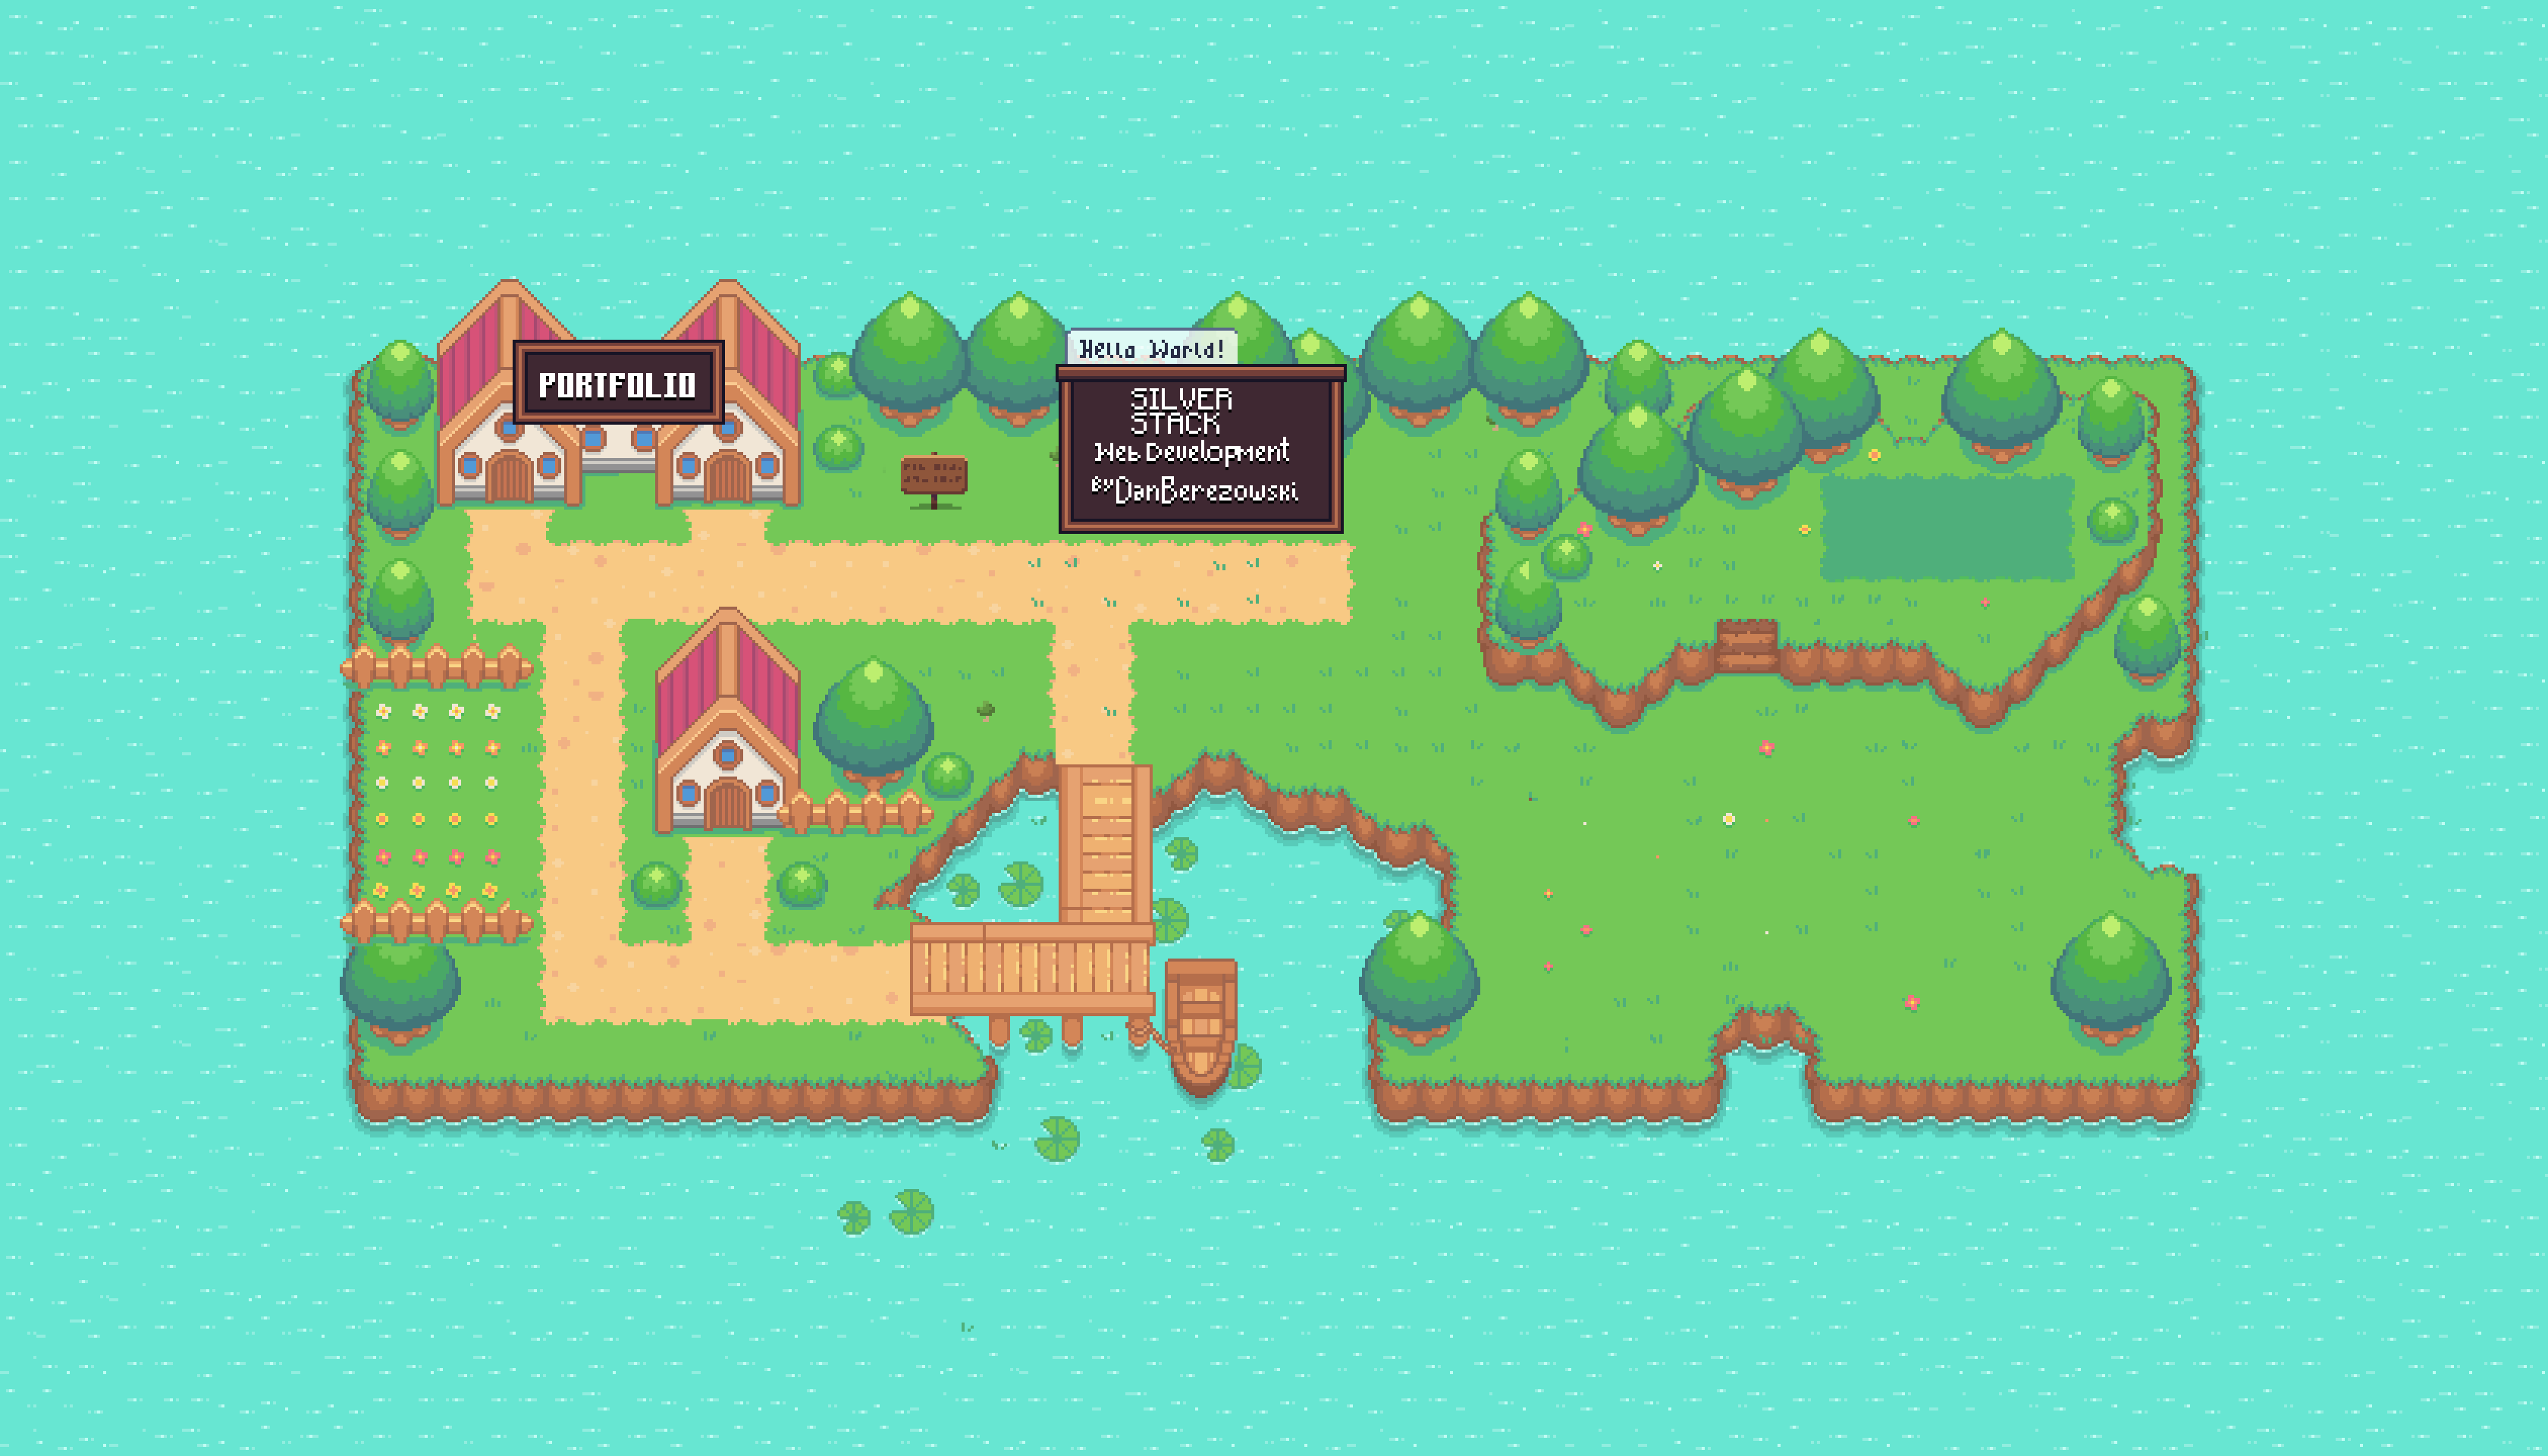 Hello World!
PORTFOLIO
SILVER
STACK
Web Development
By DanBerezowski